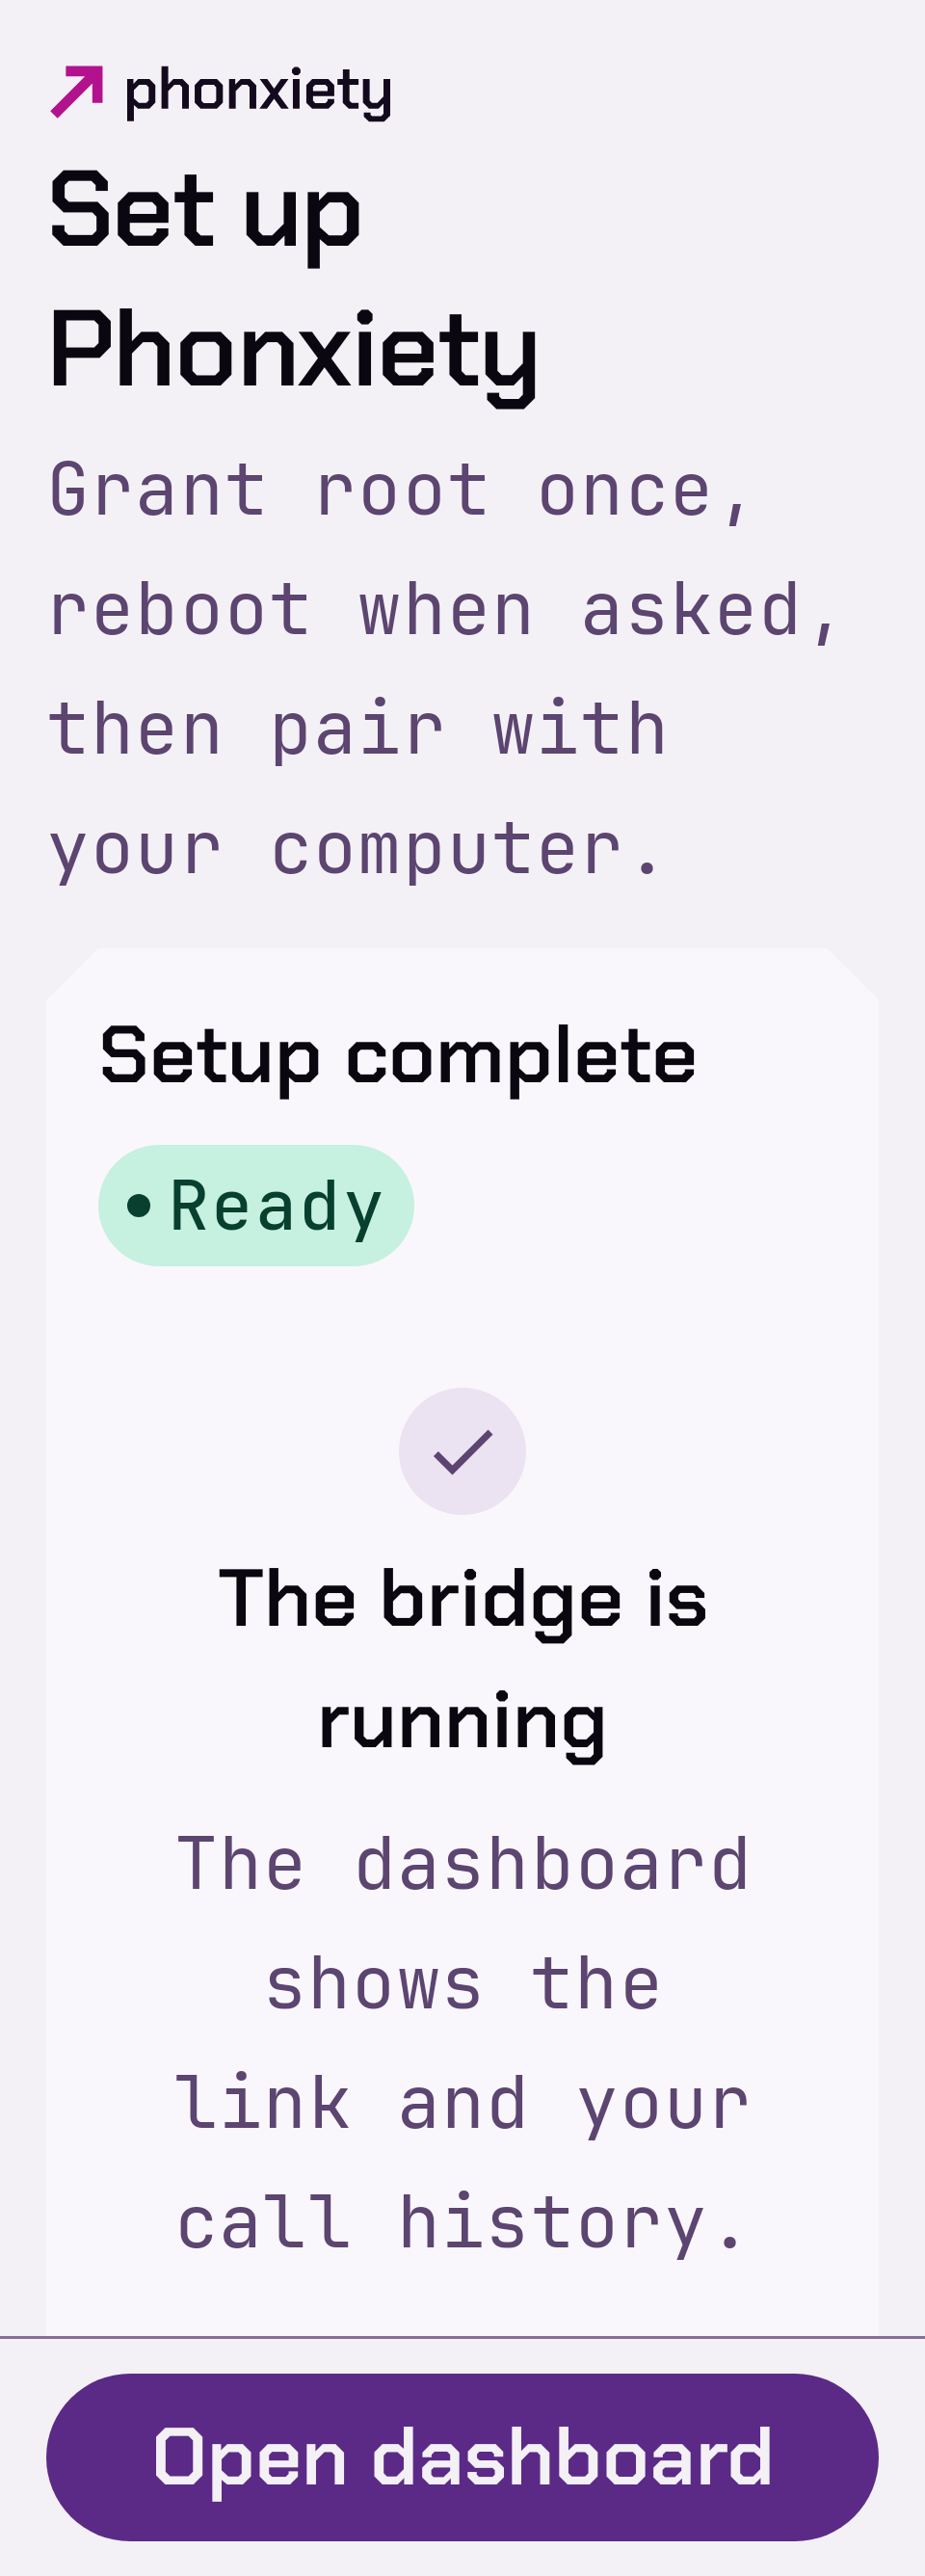 phonxiety
Set up
Phonxiety
Grant root once,
reboot when asked,
then pair with
your computer.
Setup complete
Ready
The bridge is
running
The dashboard
shows the
link and your
call history.
Open dashboard